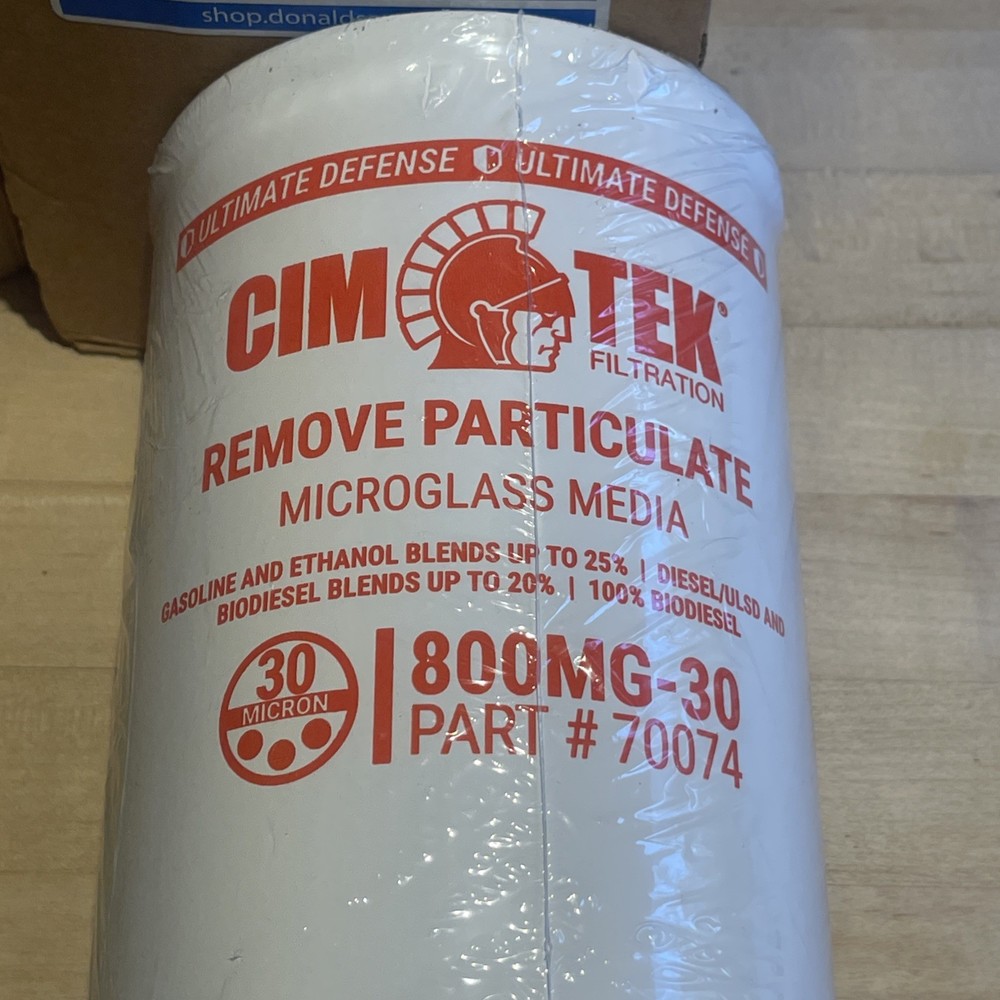 shop.donalds
ULTIMATE DEFENSE ULTIMATE DEFENSE
CIM TEK®
FILTRATION
REMOVE PARTICULATE
MICROGLASS MEDIA
GASOLINE AND ETHANOL BLENDS UP TO 25% | DIESEL/ULSD AND
BIODIESEL BLENDS UP TO 20% | 100% BIODIESEL
30
MICRON
800MG-30
PART # 70074